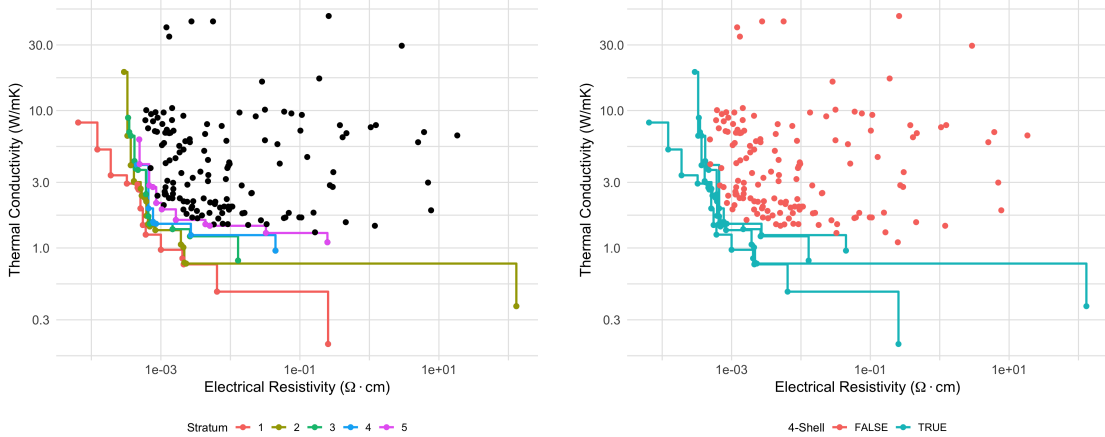 30.0
10.0
3.0
1.0
0.3
Thermal Conductivity (W/mK)
1e-03
1e-01
1e+01
Electrical Resistivity (Ω · cm)
Stratum 1 2 3 4 5
30.0
10.0
3.0
1.0
0.3
Thermal Conductivity (W/mK)
1e-03
1e-01
1e+01
Electrical Resistivity (Ω · cm)
4-Shell FALSE TRUE